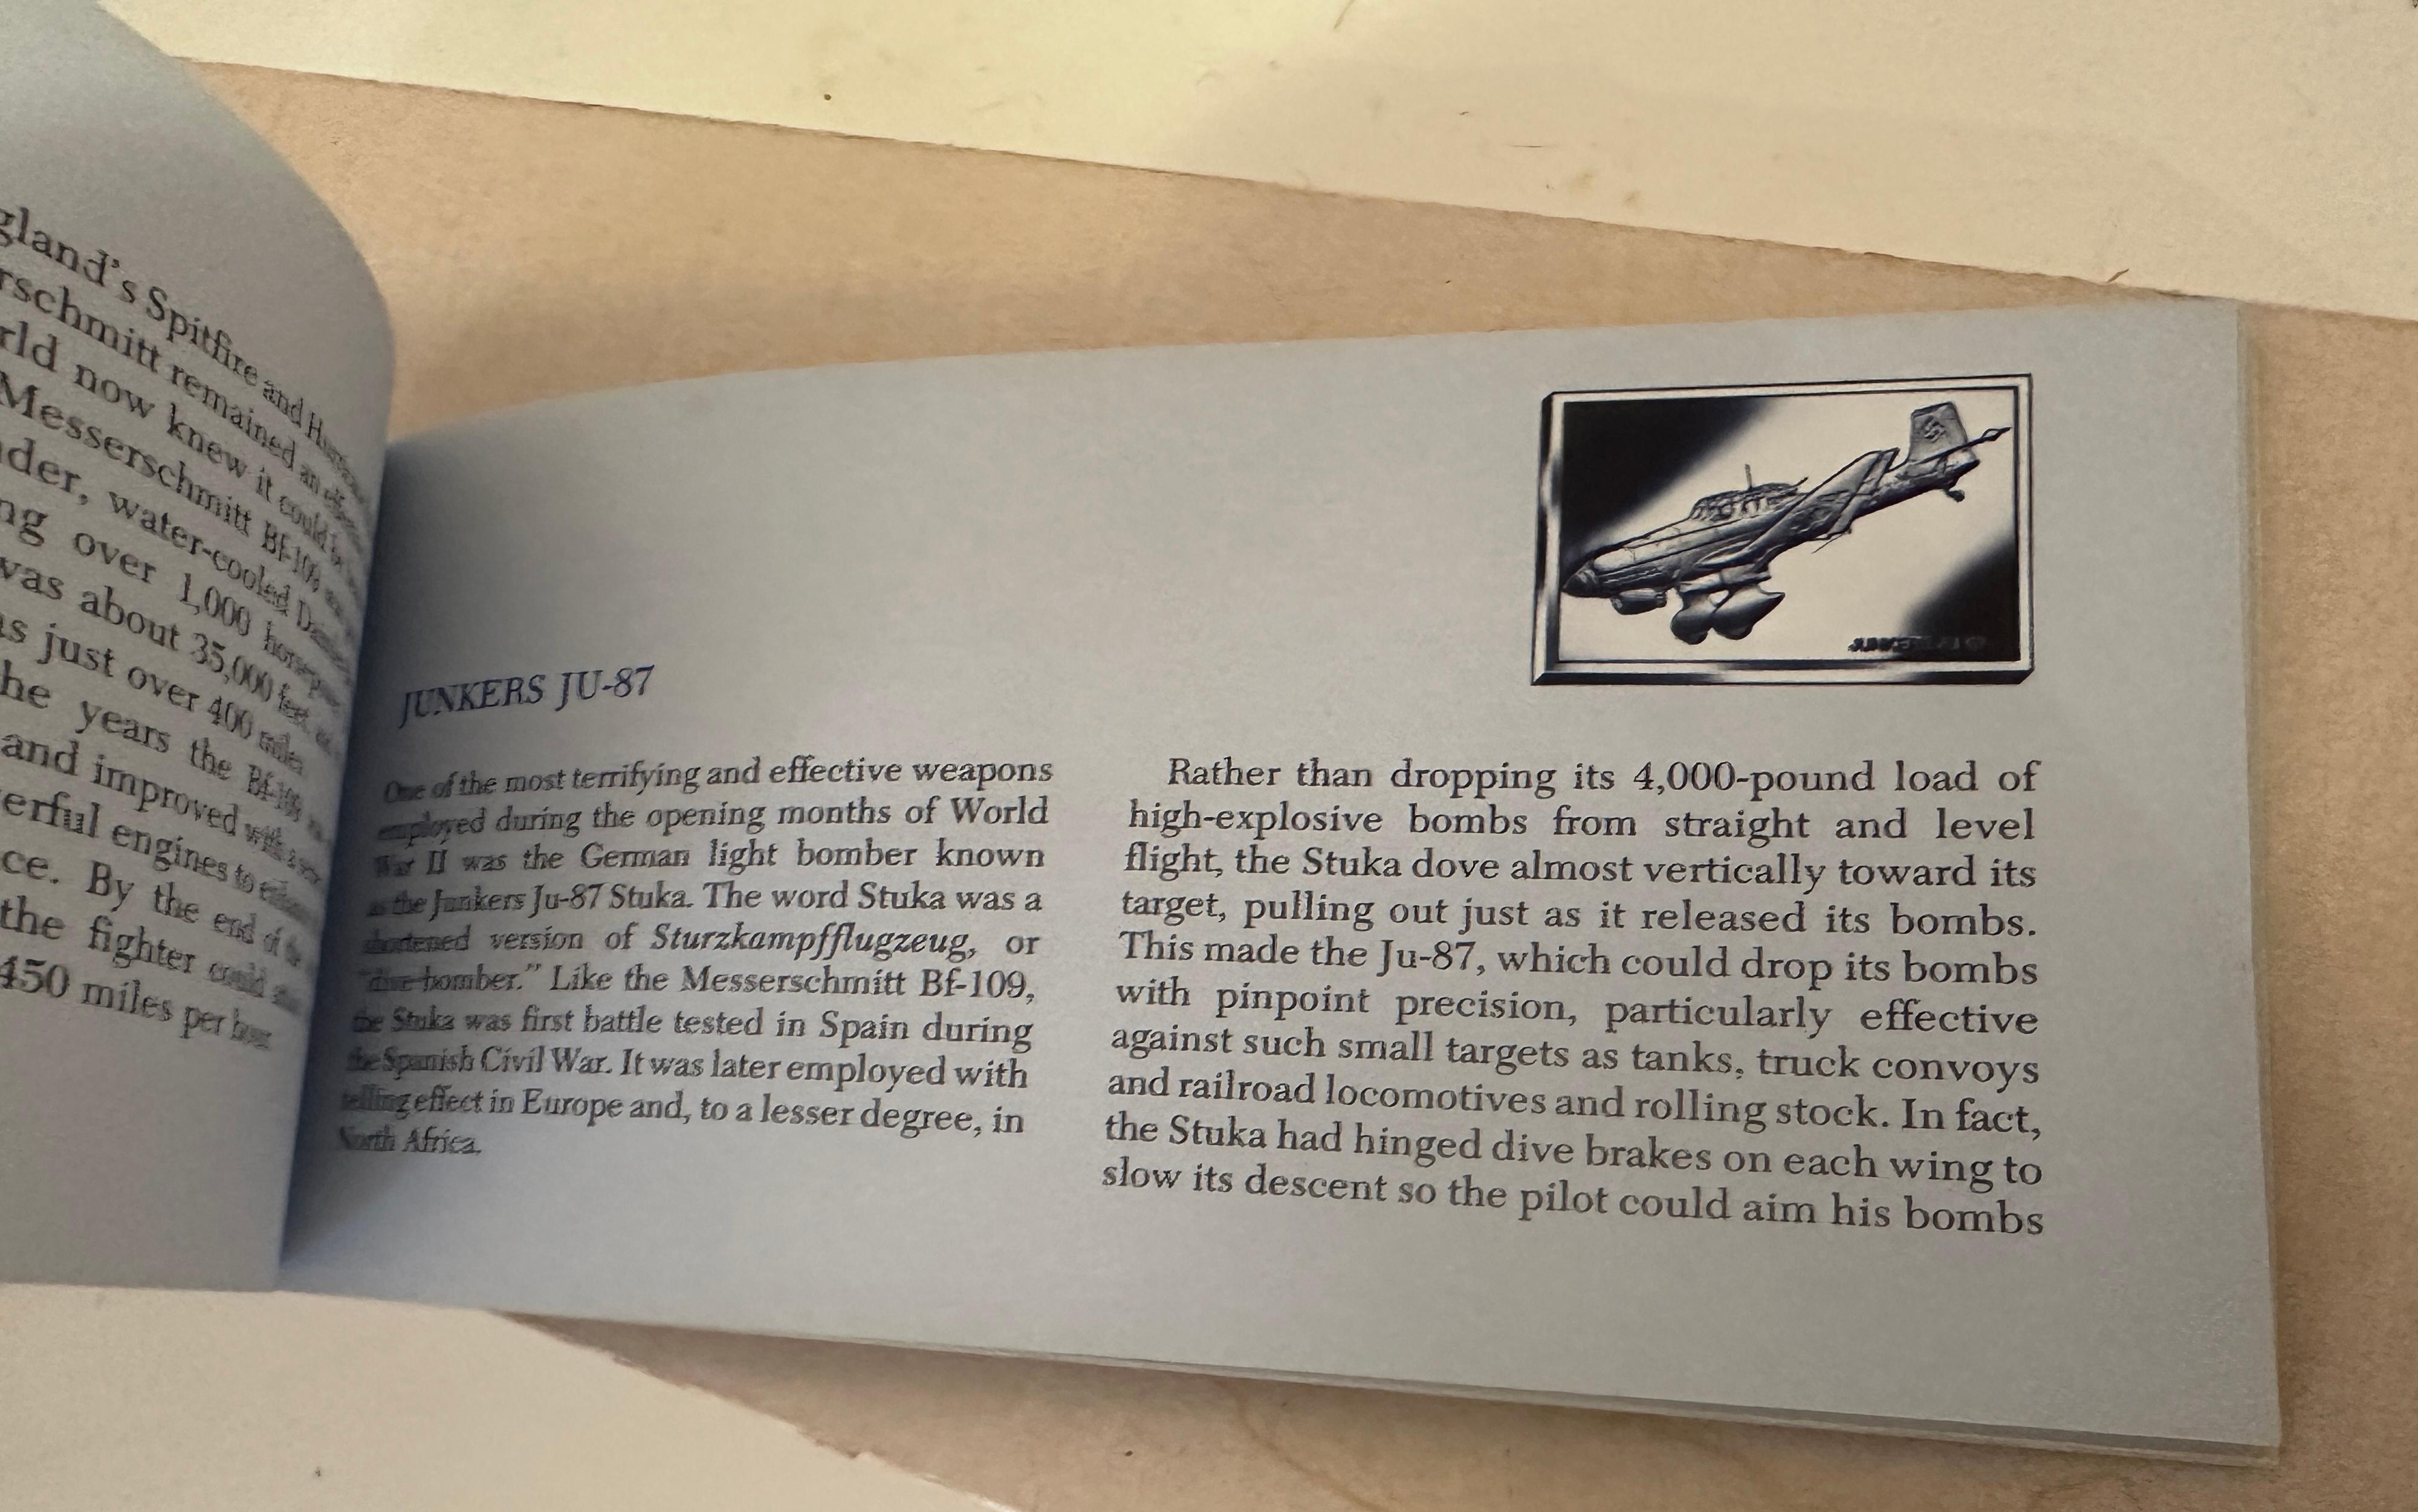 gland's Spitfire and
rschmitt remained an
rld now knew it could
Messerschmitt Bf-109
der, water-cooled
ng over 1,000
was about 35,000 feet,
s just over 400 miles
he years the Bf-109
and improved with
erful engines to
ce. By the end of the
the fighter could
450 miles per hour
JUNKERS JU-87
One of the most terrifying and effective weapons
employed during the opening months of World
War II was the German light bomber known
as the Junkers Ju-87 Stuka. The word Stuka was a
shortened version of Sturzkampfflugzeug, or
"dive-bomber." Like the Messerschmitt Bf-109,
the Stuka was first battle tested in Spain during
the Spanish Civil War. It was later employed with
telling effect in Europe and, to a lesser degree, in
North Africa.
Rather than dropping its 4,000-pound load of
high-explosive bombs from straight and level
flight, the Stuka dove almost vertically toward its
target, pulling out just as it released its bombs.
This made the Ju-87, which could drop its bombs
with pinpoint precision, particularly effective
against such small targets as tanks, truck convoys
and railroad locomotives and rolling stock. In fact,
the Stuka had hinged dive brakes on each wing to
slow its descent so the pilot could aim his bombs